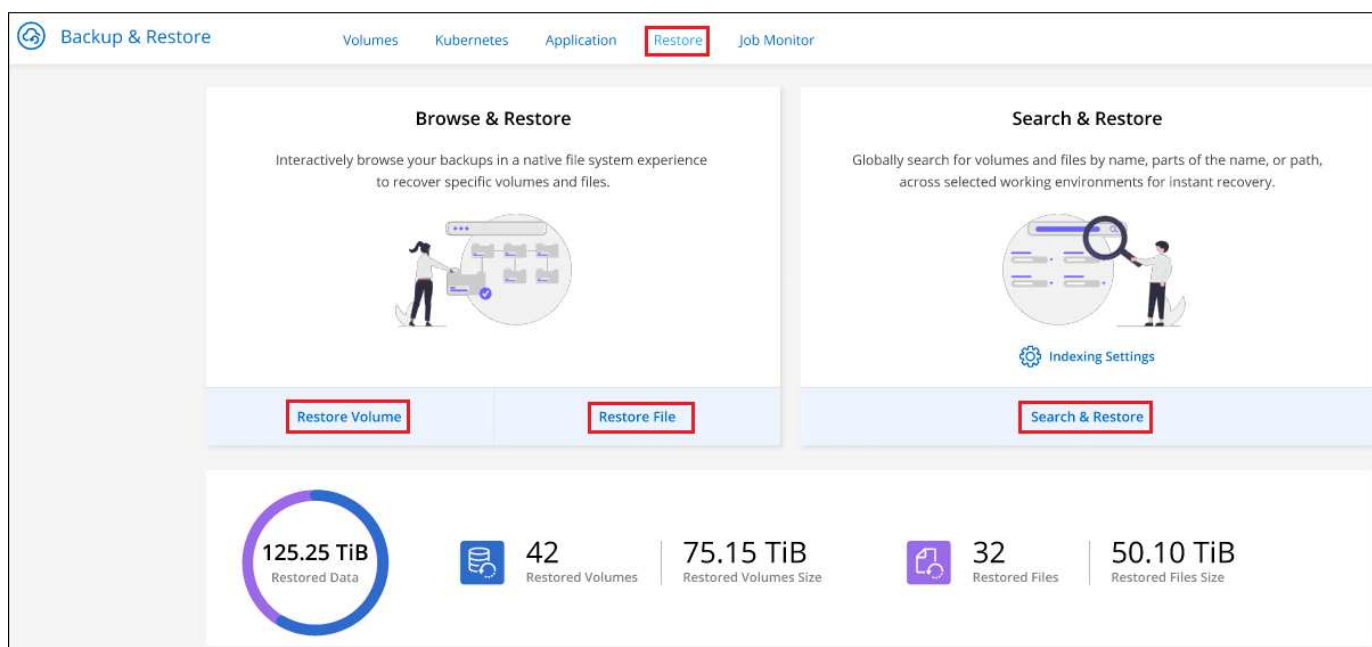 Backup & Restore
Volumes Kubernetes Application Restore Job Monitor
Browse & Restore
Interactively browse your backups in a native file system experience
to recover specific volumes and files.
Restore Volume Restore File
Search & Restore
Globally search for volumes and files by name, parts of the name, or path,
across selected working environments for instant recovery.
Indexing Settings
Search & Restore
125.25 TiB
Restored Data
42
Restored Volumes
75.15 TiB
Restored Volumes Size
32
Restored Files
50.10 TiB
Restored Files Size